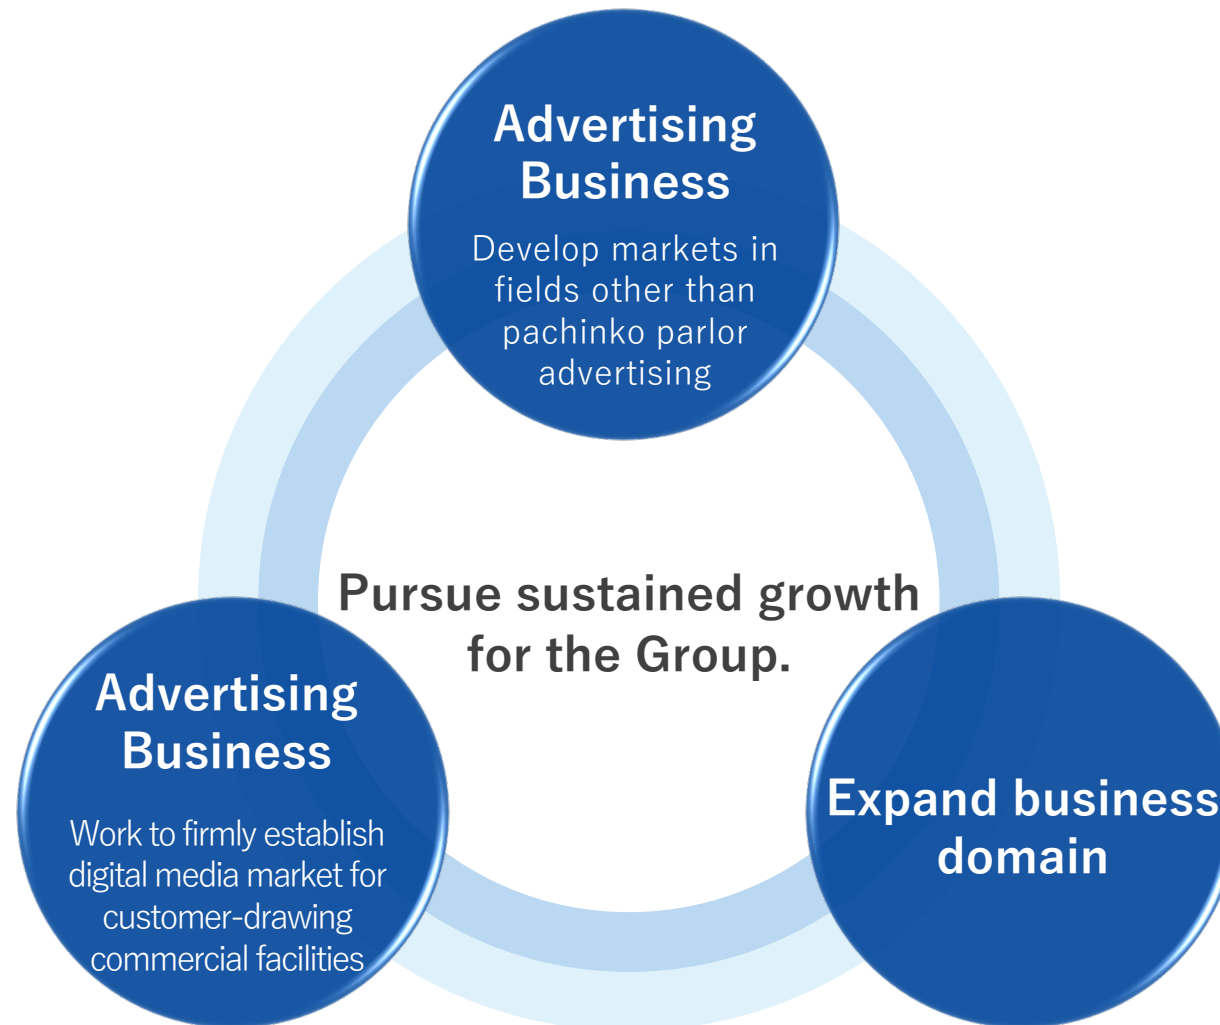 Advertising
Business
Develop markets in
fields other than
pachinko parlor
advertising
Pursue sustained growth
for the Group.
Advertising
Business
Work to firmly establish
digital media market for
customer-drawing
commercial facilities
Expand business
domain